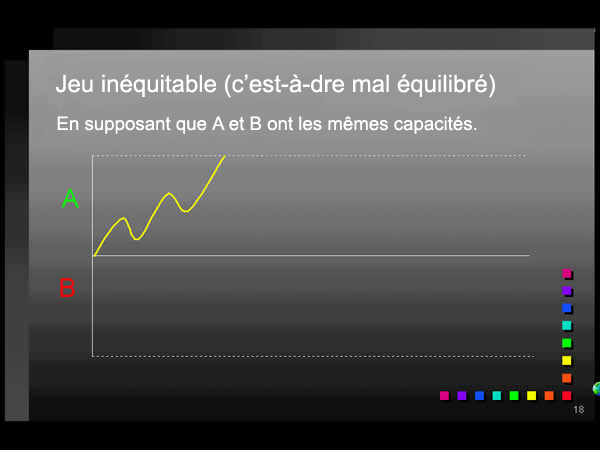 Jeu inéquitable (c’est-à-dre mal équilibré)
En supposant que A et B ont les mêmes capacités.
A
B
18